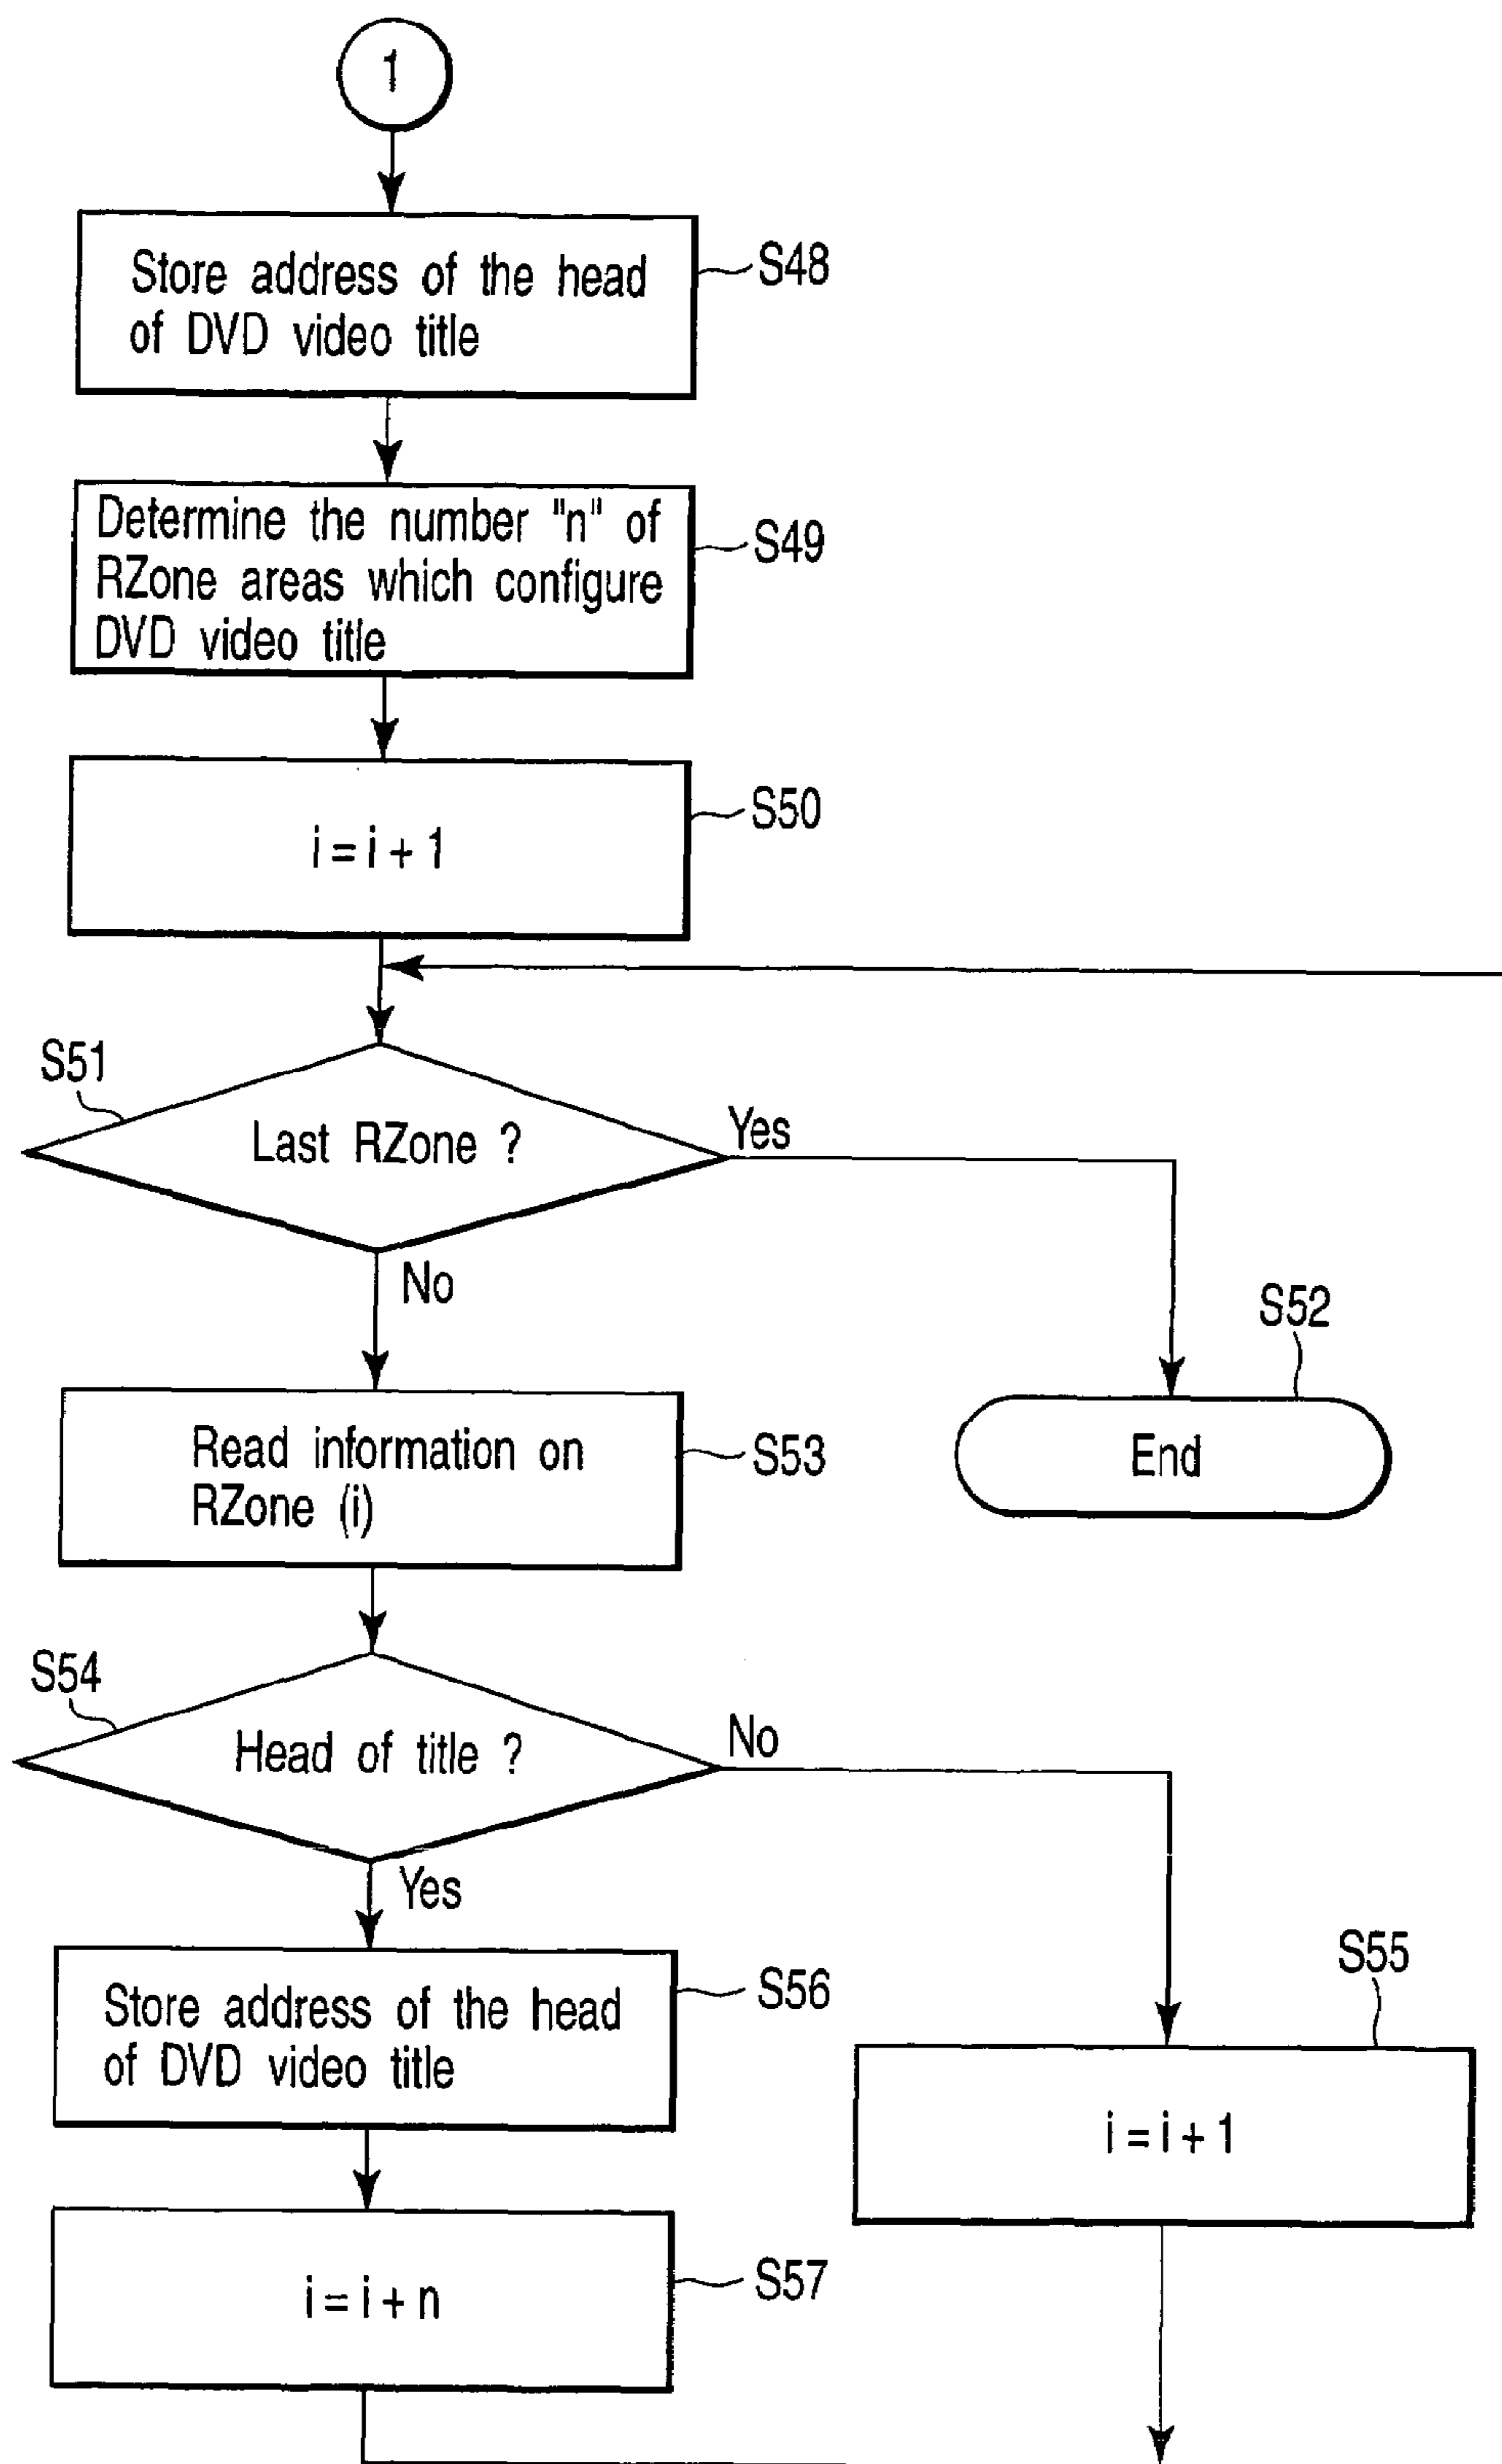 1
Store address of the head
of DVD video title
S48
Determine the number "n" of
RZone areas which configure
DVD video title
S49
i = i + 1
S50
S51
Last RZone ?
Yes
No
S52
End
Read information on
RZone (i)
S53
S54
Head of title ?
No
Yes
Store address of the head
of DVD video title
S56
S55
i = i + 1
i = i + n
S57